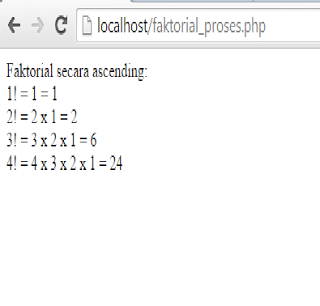 localhost/faktorial_proses.php
Faktorial secara ascending:
1! = 1 = 1
2! = 2 x 1 = 2
3! = 3 x 2 x 1 = 6
4! = 4 x 3 x 2 x 1 = 24